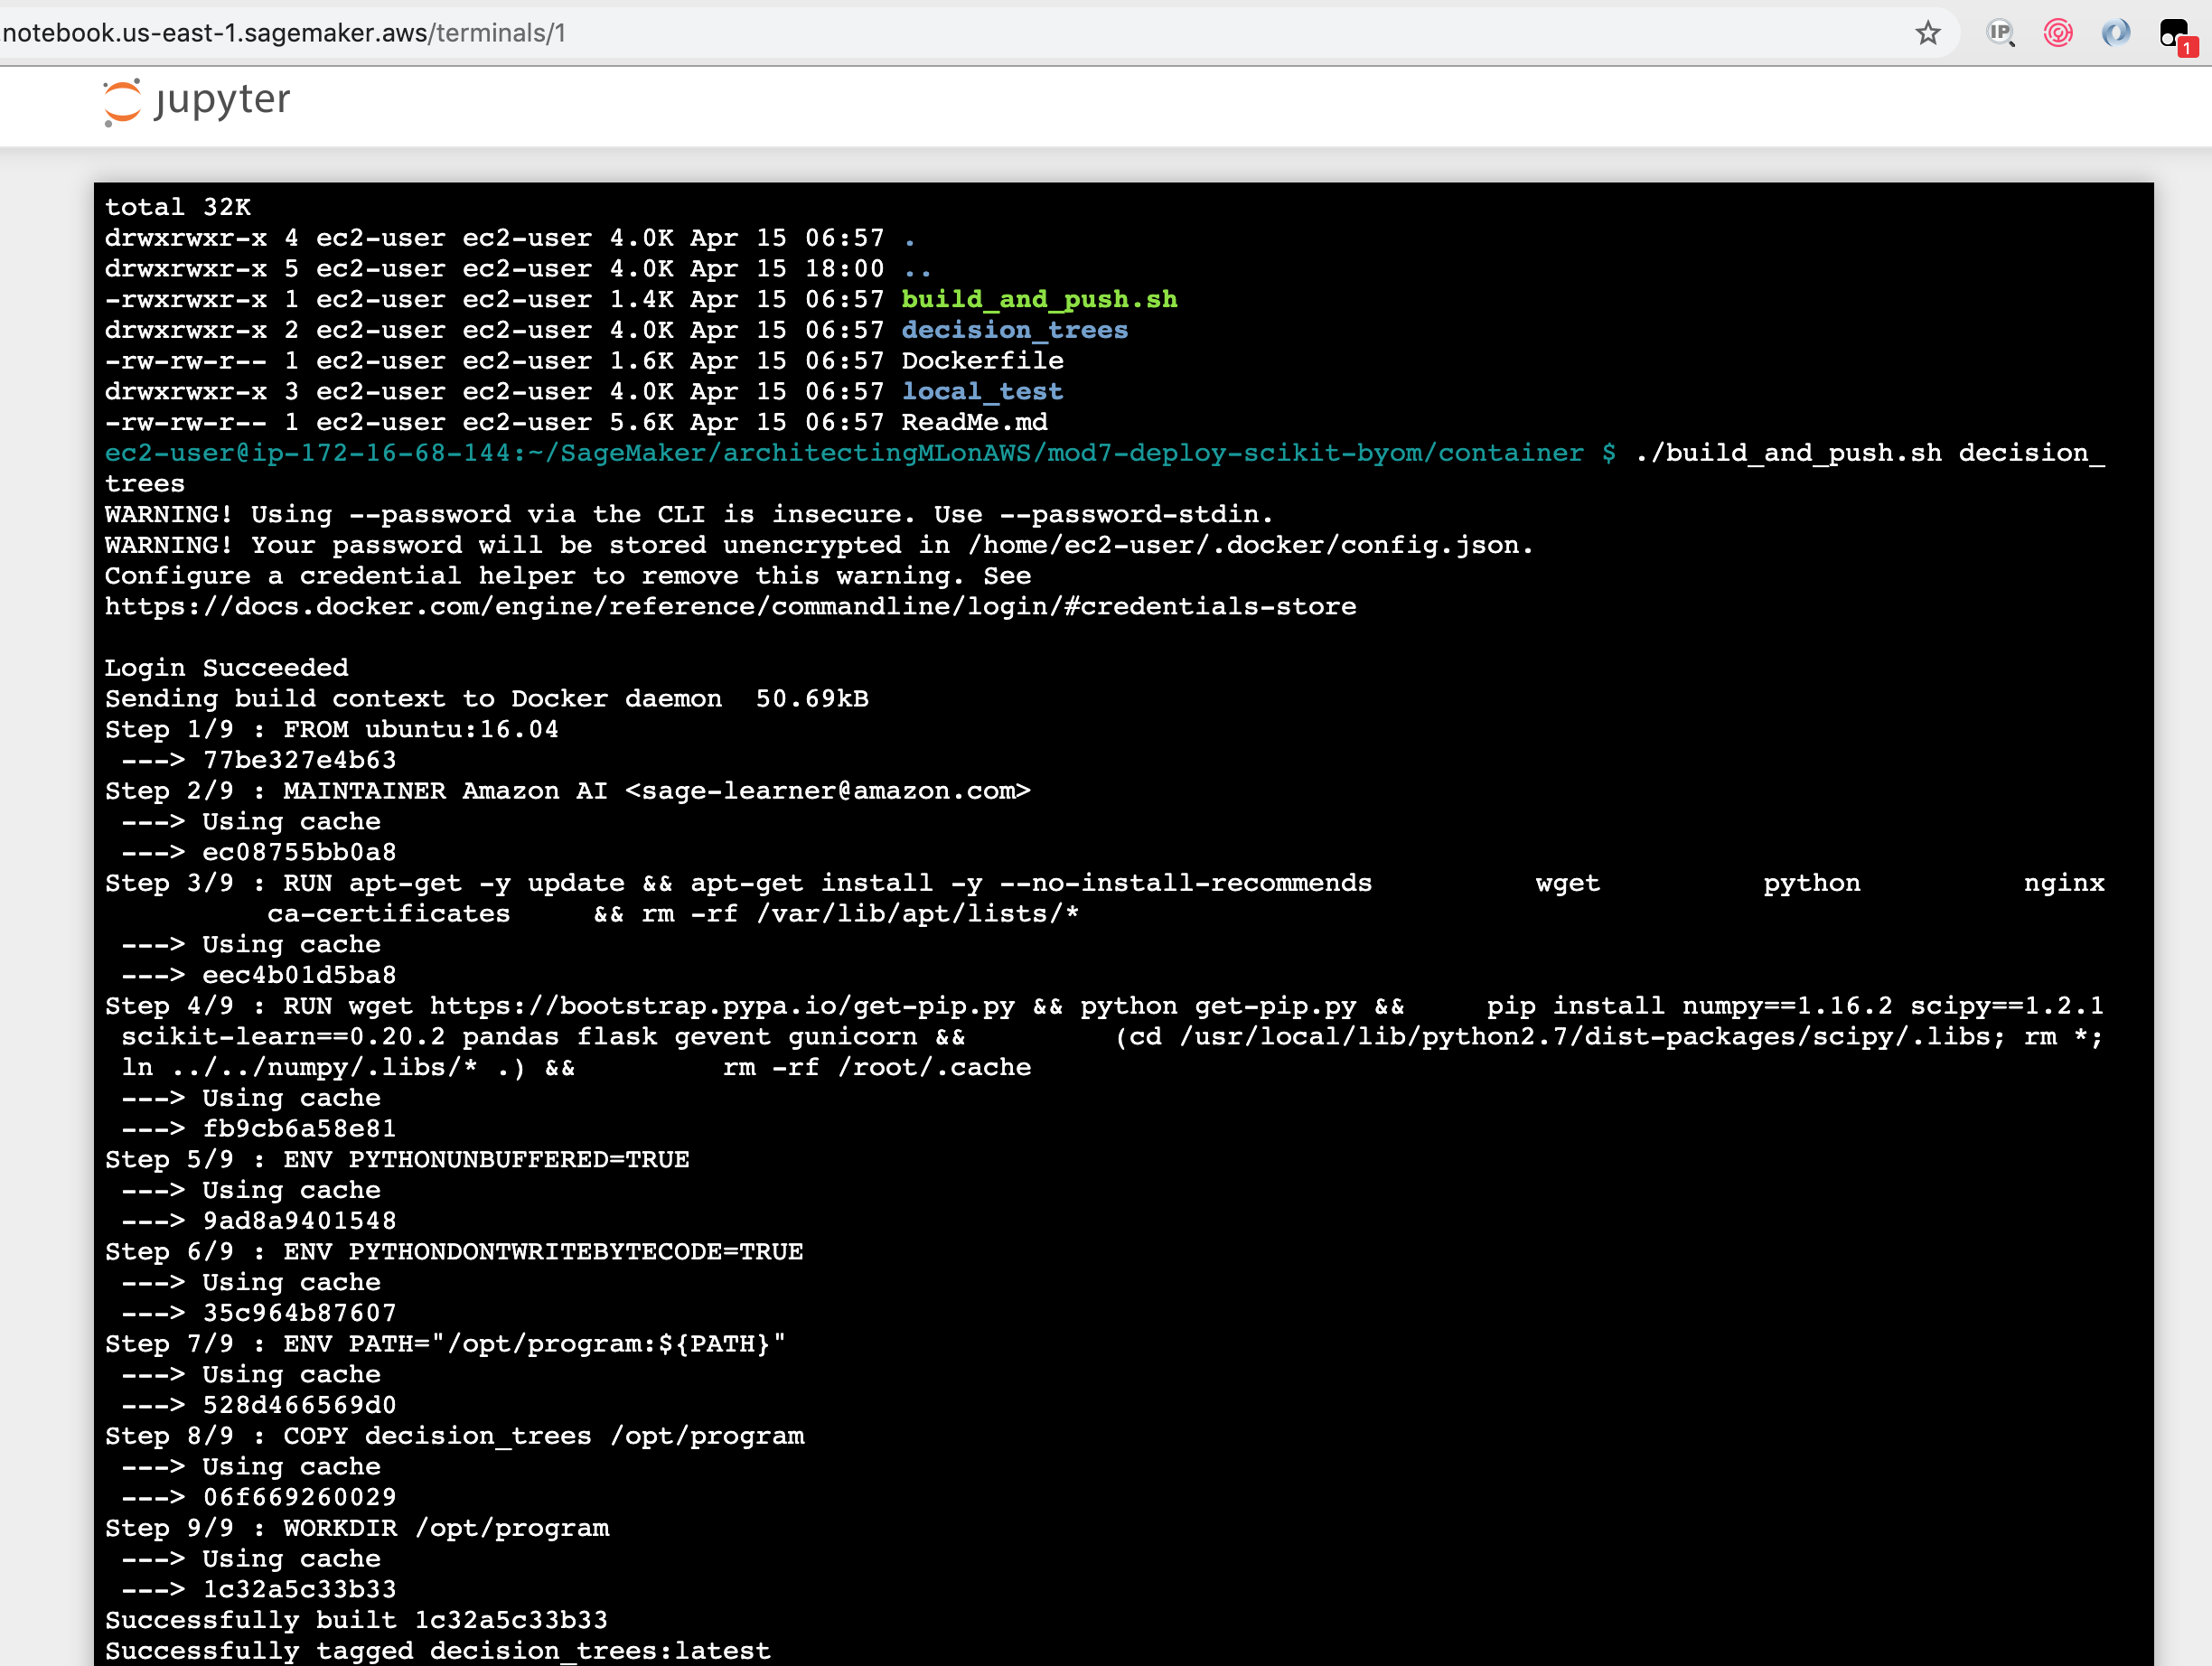 notebook.us-east-1.sagemaker.aws/terminals/1
IP
1
jupyter
total 32K
drwxrwxr-x 4 ec2-user ec2-user 4.0K Apr 15 06:57 .
drwxrwxr-x 5 ec2-user ec2-user 4.0K Apr 15 18:00 ..
-rwxrwxr-x 1 ec2-user ec2-user 1.4K Apr 15 06:57 build_and_push.sh
drwxrwxr-x 2 ec2-user ec2-user 4.0K Apr 15 06:57 decision_trees
-rw-rw-r-- 1 ec2-user ec2-user 1.6K Apr 15 06:57 Dockerfile
drwxrwxr-x 3 ec2-user ec2-user 4.0K Apr 15 06:57 local_test
-rw-rw-r-- 1 ec2-user ec2-user 5.6K Apr 15 06:57 ReadMe.md
ec2-user@ip-172-16-68-144:~/SageMaker/architectingMLonAWS/mod7-deploy-scikit-byom/container $ ./build_and_push.sh decision_
trees
WARNING! Using --password via the CLI is insecure. Use --password-stdin.
WARNING! Your password will be stored unencrypted in /home/ec2-user/.docker/config.json.
Configure a credential helper to remove this warning. See
https://docs.docker.com/engine/reference/commandline/login/#credentials-store
Login Succeeded
Sending build context to Docker daemon  50.69kB
Step 1/9 : FROM ubuntu:16.04
 ---> 77be327e4b63
Step 2/9 : MAINTAINER Amazon AI <sage-learner@amazon.com>
 ---> Using cache
 ---> ec08755bb0a8
Step 3/9 : RUN apt-get -y update && apt-get install -y --no-install-recommends          wget          python          nginx
          ca-certificates     && rm -rf /var/lib/apt/lists/*
 ---> Using cache
 ---> eec4b01d5ba8
Step 4/9 : RUN wget https://bootstrap.pypa.io/get-pip.py && python get-pip.py &&     pip install numpy==1.16.2 scipy==1.2.1
 scikit-learn==0.20.2 pandas flask gevent gunicorn &&         (cd /usr/local/lib/python2.7/dist-packages/scipy/.libs; rm *;
 ln ../../numpy/.libs/* .) &&         rm -rf /root/.cache
 ---> Using cache
 ---> fb9cb6a58e81
Step 5/9 : ENV PYTHONUNBUFFERED=TRUE
 ---> Using cache
 ---> 9ad8a9401548
Step 6/9 : ENV PYTHONDONTWRITEBYTECODE=TRUE
 ---> Using cache
 ---> 35c964b87607
Step 7/9 : ENV PATH="/opt/program:${PATH}"
 ---> Using cache
 ---> 528d466569d0
Step 8/9 : COPY decision_trees /opt/program
 ---> Using cache
 ---> 06f669260029
Step 9/9 : WORKDIR /opt/program
 ---> Using cache
 ---> 1c32a5c33b33
Successfully built 1c32a5c33b33
Successfully tagged decision_trees:latest